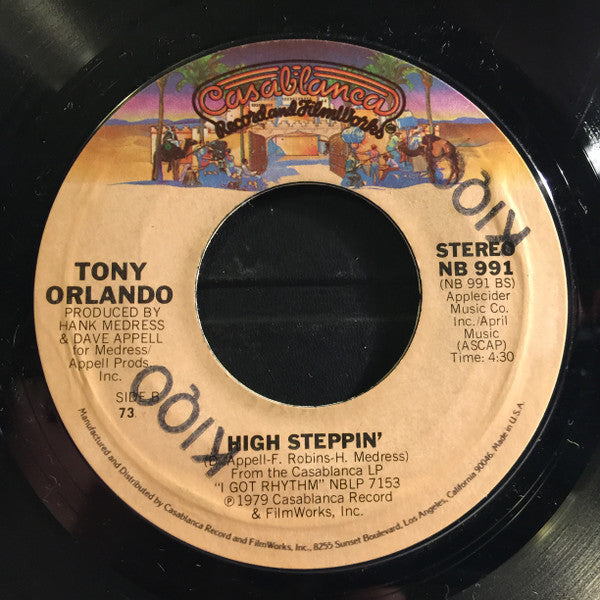 Casablanca
Record and FilmWorks
KIQQ
STEREO
NB 991
(NB 991 BS)
Applecider
Music Co.
Inc./April
Music
(ASCAP)
Time: 4:30
TONY
ORLANDO
PRODUCED BY
HANK MEDRESS
& DAVE APPELL
for Medress/
Appell Prods.
Inc.
SIDE B
73
KIQQ
HIGH STEPPIN'
(D. Appell-F. Robins-H. Medress)
From the Casablanca LP
"I GOT RHYTHM" NBLP 7153
Ⓟ1979 Casablanca Record
& FilmWorks, Inc.
Manufactured and Distributed by Casablanca Record and FilmWorks, Inc., 8255 Sunset Boulevard, Los Angeles, California 90046. Made in U.S.A.